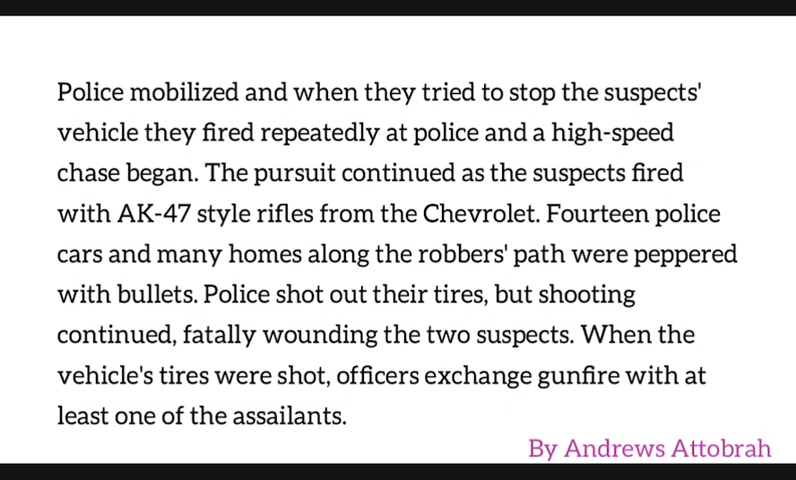 Police mobilized and when they tried to stop the suspects'
vehicle they fired repeatedly at police and a high-speed
chase began. The pursuit continued as the suspects fired
with AK-47 style rifles from the Chevrolet. Fourteen police
cars and many homes along the robbers' path were peppered
with bullets. Police shot out their tires, but shooting
continued, fatally wounding the two suspects. When the
vehicle's tires were shot, officers exchange gunfire with at
least one of the assailants.
By Andrews Attobrah